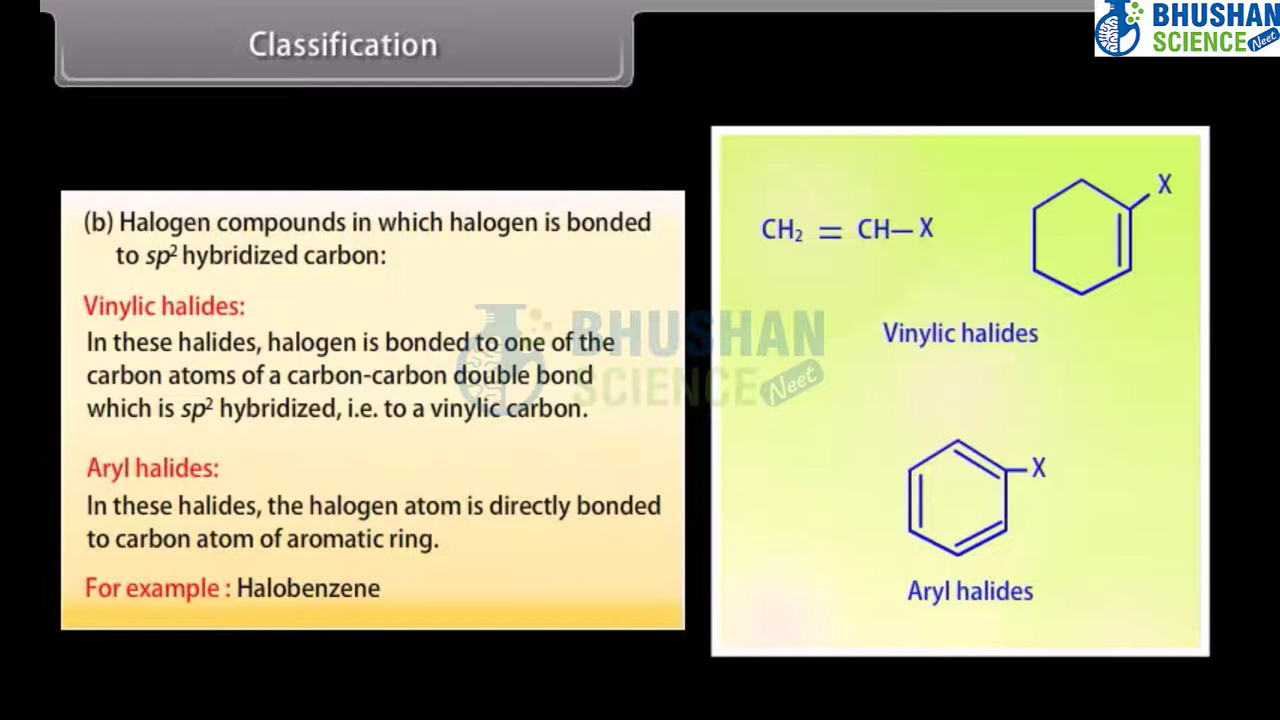 Classification
BHUSHAN
SCIENCE Neet
(b) Halogen compounds in which halogen is bonded
to sp² hybridized carbon:
Vinylic halides:
In these halides, halogen is bonded to one of the
carbon atoms of a carbon-carbon double bond
which is sp² hybridized, i.e. to a vinylic carbon.
Aryl halides:
In these halides, the halogen atom is directly bonded
to carbon atom of aromatic ring.
For example : Halobenzene
CH₂ = CH–X
X
Vinylic halides
X
Aryl halides
BHUSHAN
SCIENCE Neet